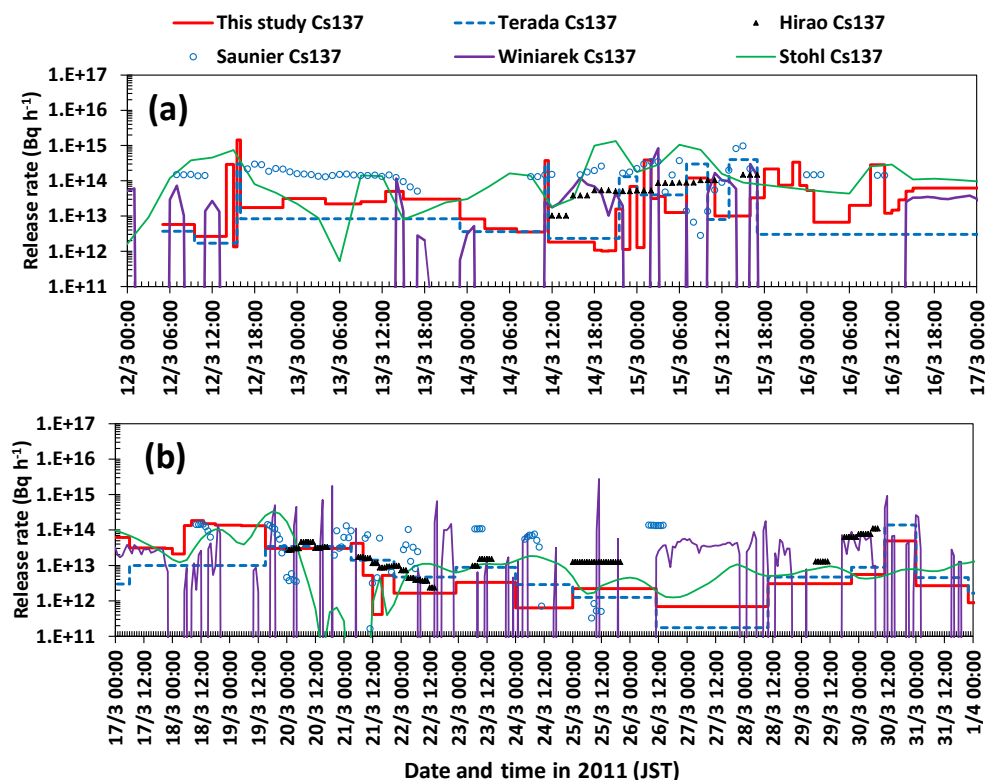 This study Cs137 Terada Cs137 Hirao Cs137
Saunier Cs137 Winiarek Cs137 Stohl Cs137
(a)
Release rate (Bq h⁻¹)
1.E+17
1.E+16
1.E+15
1.E+14
1.E+13
1.E+12
1.E+11
12/3 00:00
12/3 06:00
12/3 12:00
12/3 18:00
13/3 00:00
13/3 06:00
13/3 12:00
13/3 18:00
14/3 00:00
14/3 06:00
14/3 12:00
14/3 18:00
15/3 00:00
15/3 06:00
15/3 12:00
15/3 18:00
16/3 00:00
16/3 06:00
16/3 12:00
16/3 18:00
17/3 00:00
(b)
Release rate (Bq h⁻¹)
1.E+17
1.E+16
1.E+15
1.E+14
1.E+13
1.E+12
1.E+11
17/3 00:00
17/3 12:00
18/3 00:00
18/3 12:00
19/3 00:00
19/3 12:00
20/3 00:00
20/3 12:00
21/3 00:00
21/3 12:00
22/3 00:00
22/3 12:00
23/3 00:00
23/3 12:00
24/3 00:00
24/3 12:00
25/3 00:00
25/3 12:00
26/3 00:00
26/3 12:00
27/3 00:00
27/3 12:00
28/3 00:00
28/3 12:00
29/3 00:00
29/3 12:00
30/3 00:00
30/3 12:00
31/3 00:00
31/3 12:00
1/4 00:00
Date and time in 2011 (JST)